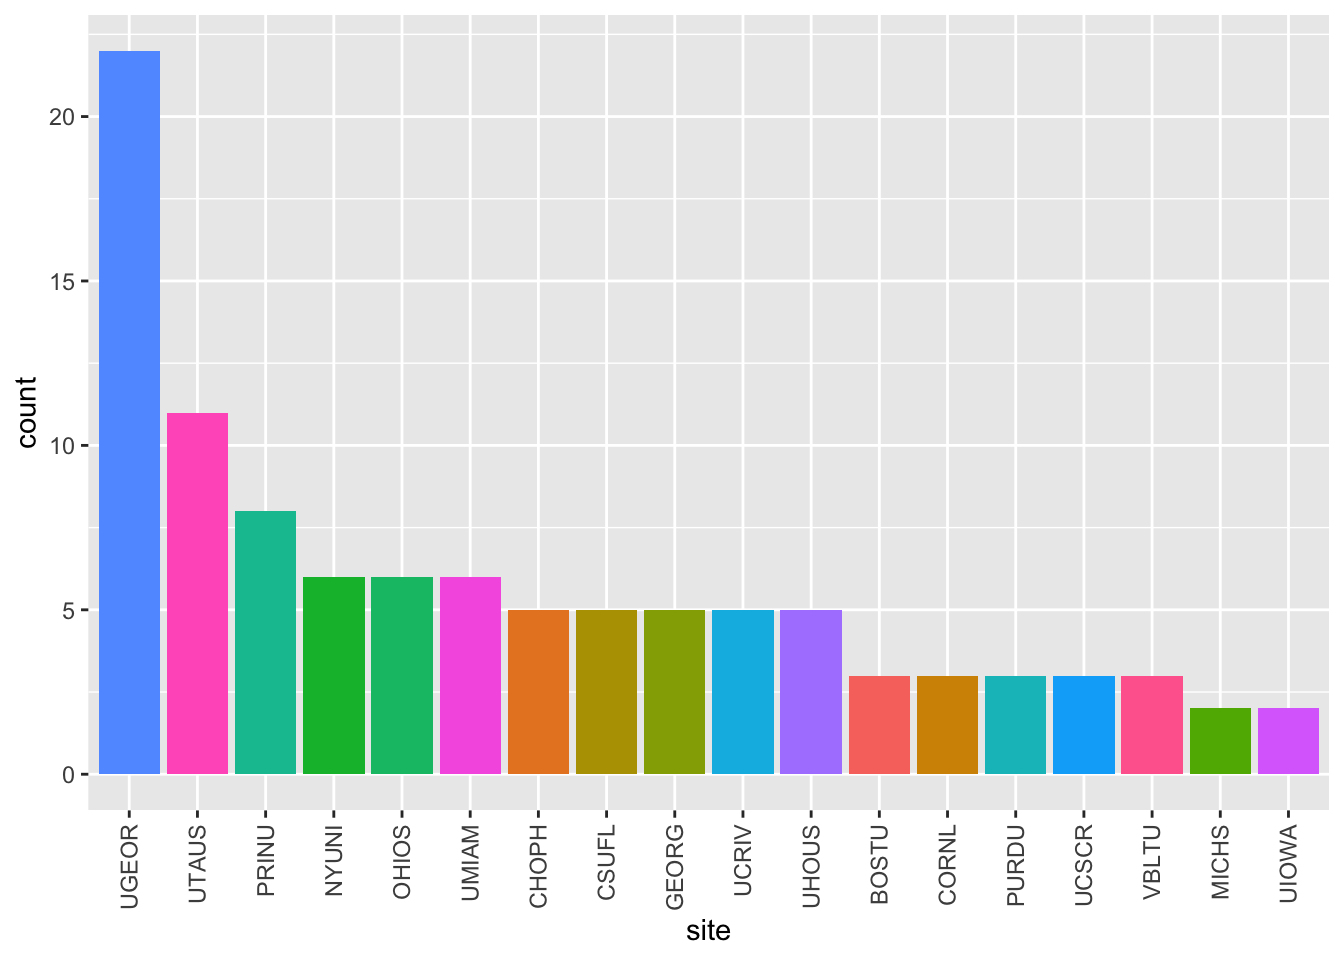 count
20
15
10
5
0
UGEOR
UTAUS
PRINU
NYUNI
OHIOS
UMIAM
CHOPH
CSUFL
GEORG
UCRIV
UHOUS
BOSTU
CORNL
PURDU
UCSCR
VBLTU
MICHS
UIOWA
site